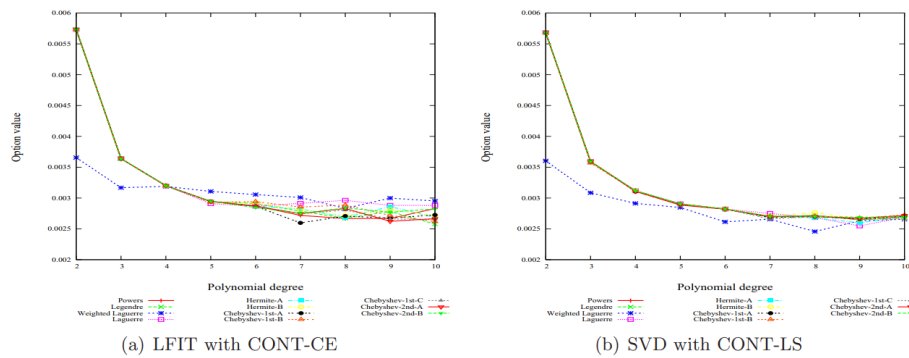 0.006
0.0055
0.005
0.0045
0.004
0.0035
0.003
0.0025
0.002
Option value
2 3 4 5 6 7 8 9 10
Polynomial degree
Powers
Legendre
Weighted Laguerre
Laguerre
Hermite-A
Hermite-B
Chebyshev-1st-A
Chebyshev-1st-B
Chebyshev-1st-C
Chebyshev-2nd-A
Chebyshev-2nd-B
(a) LFIT with CONT-CE
0.006
0.0055
0.005
0.0045
0.004
0.0035
0.003
0.0025
0.002
Option value
2 3 4 5 6 7 8 9 10
Polynomial degree
Powers
Legendre
Weighted Laguerre
Laguerre
Hermite-A
Hermite-B
Chebyshev-1st-A
Chebyshev-1st-B
Chebyshev-1st-C
Chebyshev-2nd-A
Chebyshev-2nd-B
(b) SVD with CONT-LS